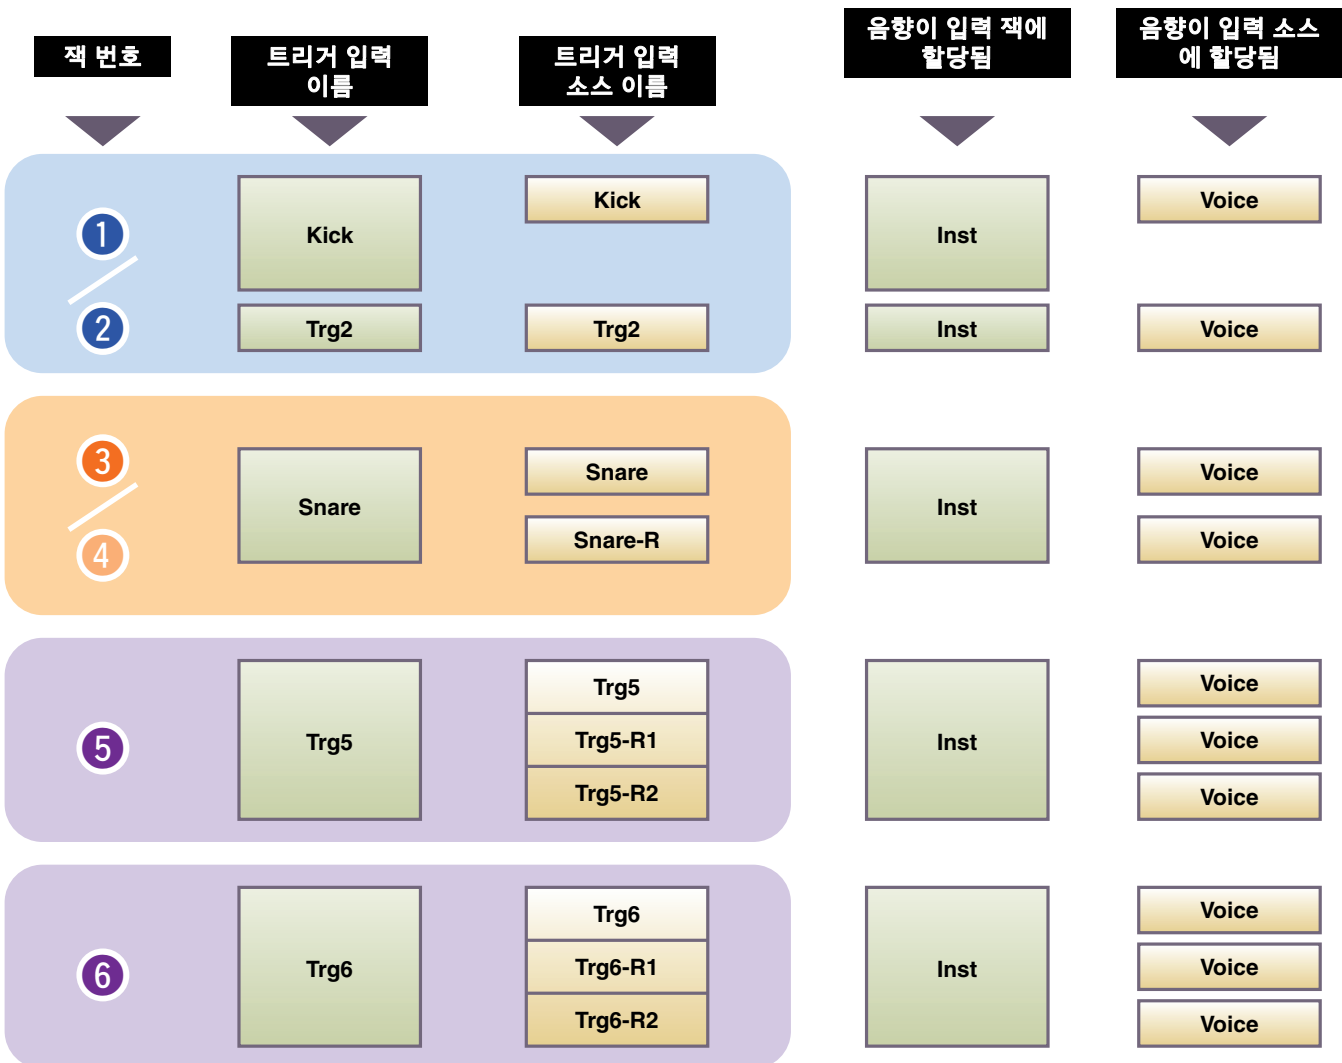 잭 번호
트리거 입력
이름
트리거 입력
소스 이름
음향이 입력 잭에
할당됨
음향이 입력 소스
에 할당됨
1
2
Kick
Kick
Inst
Voice
Trg2
Trg2
Inst
Voice
3
4
Snare
Snare
Snare-R
Inst
Voice
Voice
5
Trg5
Trg5
Trg5-R1
Trg5-R2
Inst
Voice
Voice
Voice
6
Trg6
Trg6
Trg6-R1
Trg6-R2
Inst
Voice
Voice
Voice